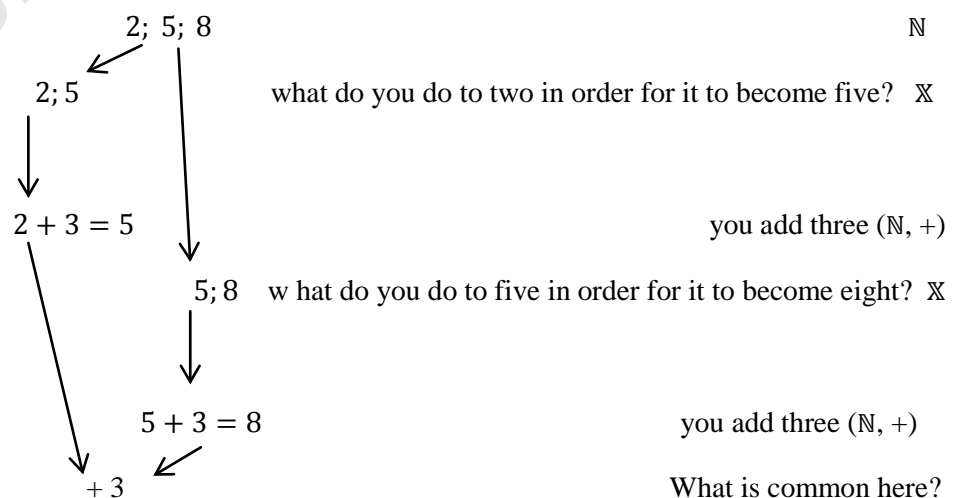 2; 5; 8 ℕ
2; 5 what do you do to two in order for it to become five? 𝕏
2 + 3 = 5 you add three (ℕ, +)
5; 8 w hat do you do to five in order for it to become eight? 𝕏
5 + 3 = 8 you add three (ℕ, +)
+ 3 What is common here?